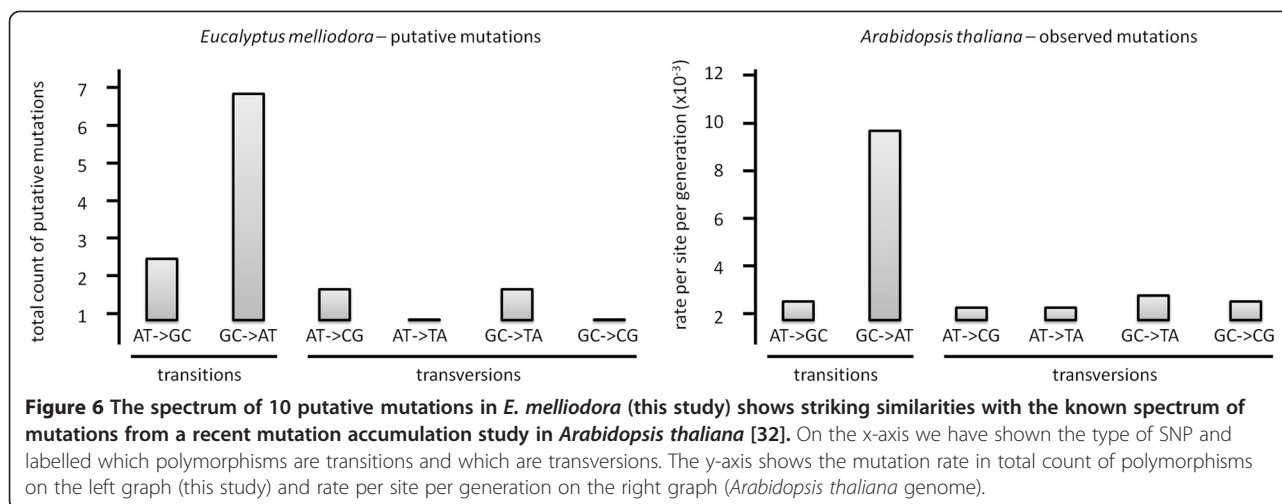 Eucalyptus melliodora – putative mutations
total count of putative mutations
7
6
5
4
3
2
1
AT->GC GC->AT AT->CG AT->TA GC->TA GC->CG
transitions transversions
Arabidopsis thaliana – observed mutations
rate per site per generation (x10-3)
12
10
8
6
4
2
AT->GC GC->AT AT->CG AT->TA GC->TA GC->CG
transitions transversions
Figure 6 The spectrum of 10 putative mutations in E. melliodora (this study) shows striking similarities with the known spectrum of
mutations from a recent mutation accumulation study in Arabidopsis thaliana [32]. On the x-axis we have shown the type of SNP and
labelled which polymorphisms are transitions and which are transversions. The y-axis shows the mutation rate in total count of polymorphisms
on the left graph (this study) and rate per site per generation on the right graph (Arabidopsis thaliana genome).